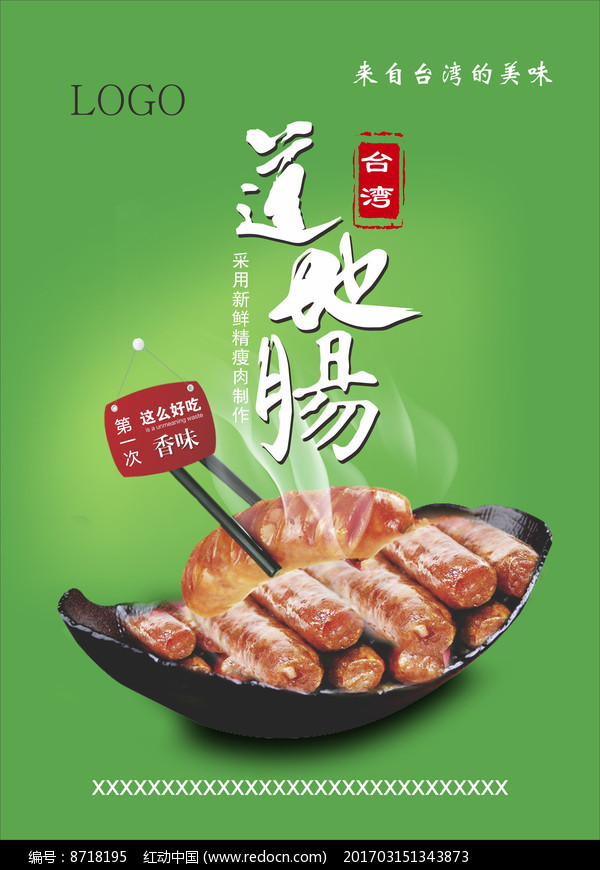 来自台湾的美味
LOGO
台湾
道地腸
采用新鲜精瘦肉制作
第一次
这么好吃
is a unmeaning waste
香味
XXXXXXXXXXXXXXXXXXXXXXXXXXXXXX
编号：8718195 红动中国 (www.redocn.com) 201703151343873